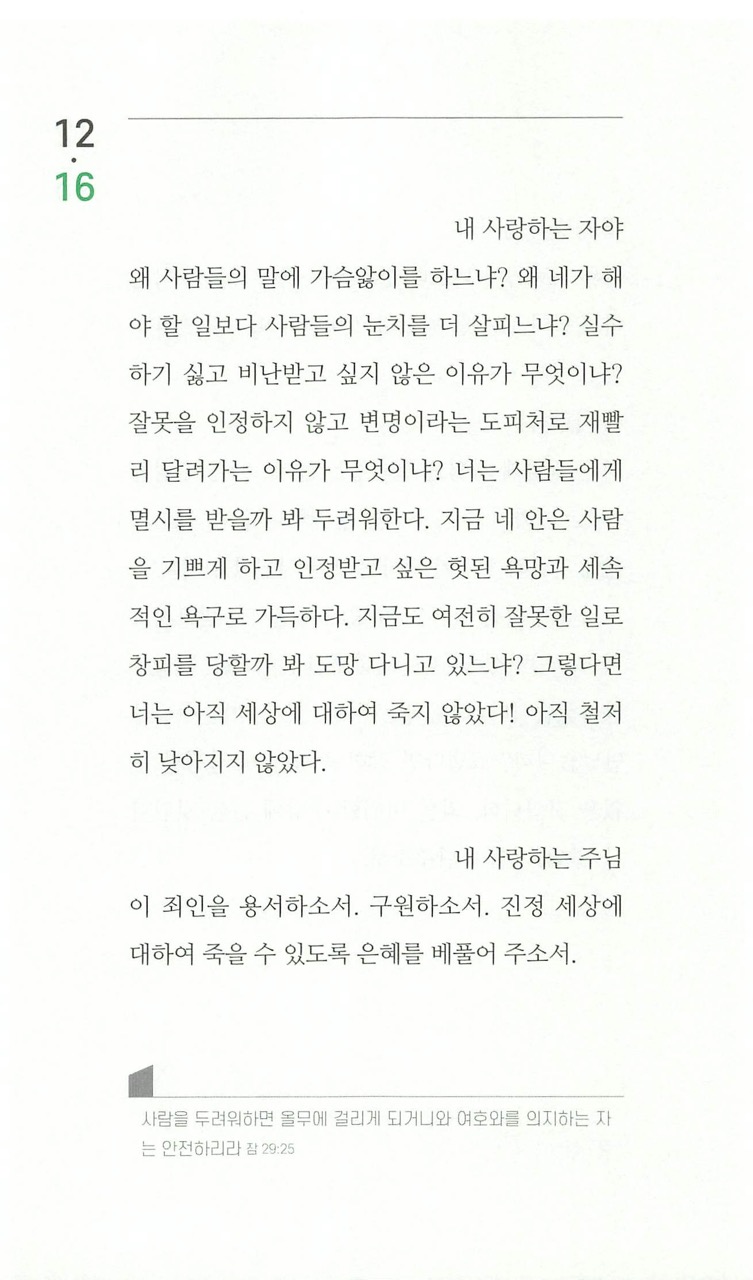 12
·
16
내 사랑하는 자야
왜 사람들의 말에 가슴앓이를 하느냐? 왜 네가 해
야 할 일보다 사람들의 눈치를 더 살피느냐? 실수
하기 싫고 비난받고 싶지 않은 이유가 무엇이냐?
잘못을 인정하지 않고 변명이라는 도피처로 재빨
리 달려가는 이유가 무엇이냐? 너는 사람들에게
멸시를 받을까 봐 두려워한다. 지금 네 안은 사람
을 기쁘게 하고 인정받고 싶은 헛된 욕망과 세속
적인 욕구로 가득하다. 지금도 여전히 잘못한 일로
창피를 당할까 봐 도망 다니고 있느냐? 그렇다면
너는 아직 세상에 대하여 죽지 않았다! 아직 철저
히 낮아지지 않았다.
내 사랑하는 주님
이 죄인을 용서하소서. 구원하소서. 진정 세상에
대하여 죽을 수 있도록 은혜를 베풀어 주소서.
사람을 두려워하면 올무에 걸리게 되거니와 여호와를 의지하는 자
는 안전하리라 잠 29:25